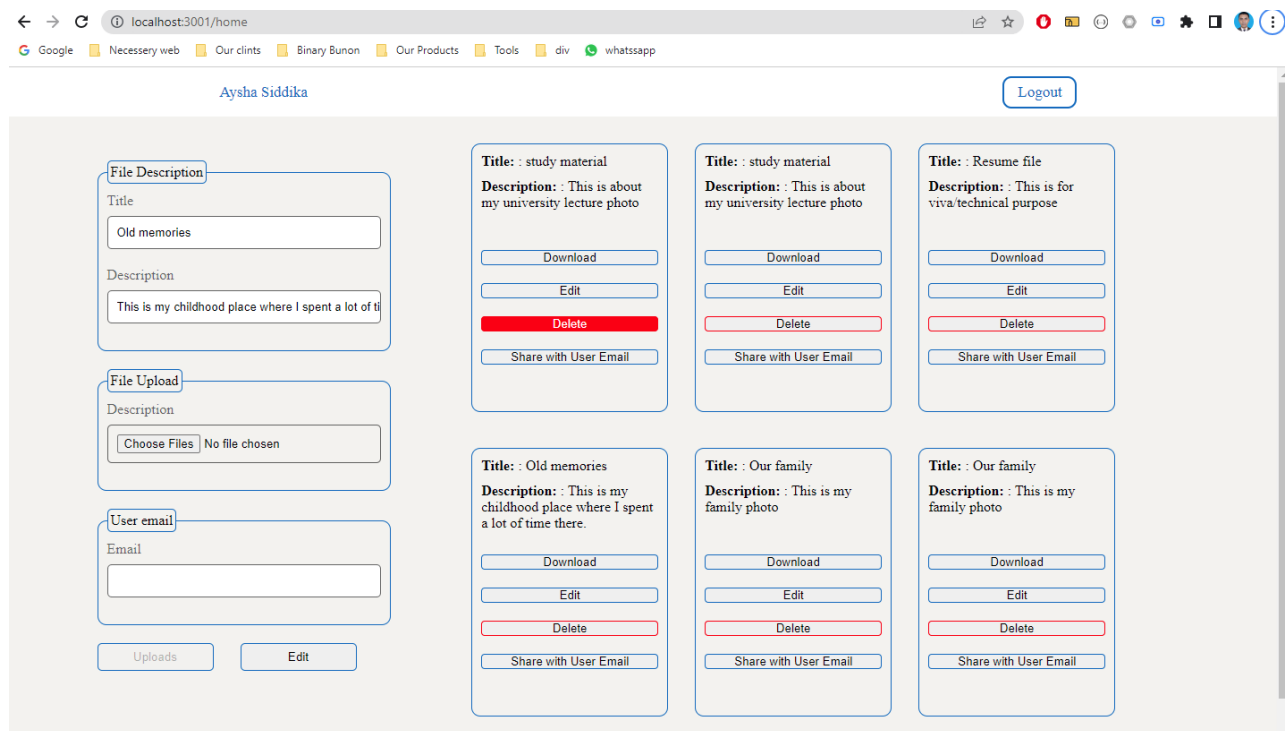 localhost:3001/home
Google Necessery web Our clints Binary Bunon Our Products Tools div whatssapp
Aysha Siddika
Logout
File Description
Title
Old memories
Description
This is my childhood place where I spent a lot of ti
File Upload
Description
Choose Files No file chosen
User email
Email
Uploads Edit
Title: : study material
Description: : This is about
my university lecture photo
Download
Edit
Delete
Share with User Email
Title: : study material
Description: : This is about
my university lecture photo
Download
Edit
Delete
Share with User Email
Title: : Resume file
Description: : This is for
viva/technical purpose
Download
Edit
Delete
Share with User Email
Title: : Old memories
Description: : This is my
childhood place where I spent
a lot of time there.
Download
Edit
Delete
Share with User Email
Title: : Our family
Description: : This is my
family photo
Download
Edit
Delete
Share with User Email
Title: : Our family
Description: : This is my
family photo
Download
Edit
Delete
Share with User Email